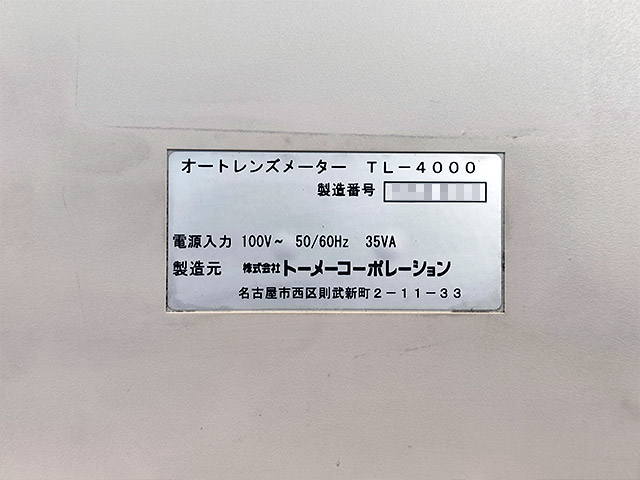 オートレンズメーター ＴＬ－４０００
製造番号
電源入力 100V～ 50/60Hz 35VA
製造元 株式会社トーメーコーポレーション
名古屋市西区則武新町２－１１－３３